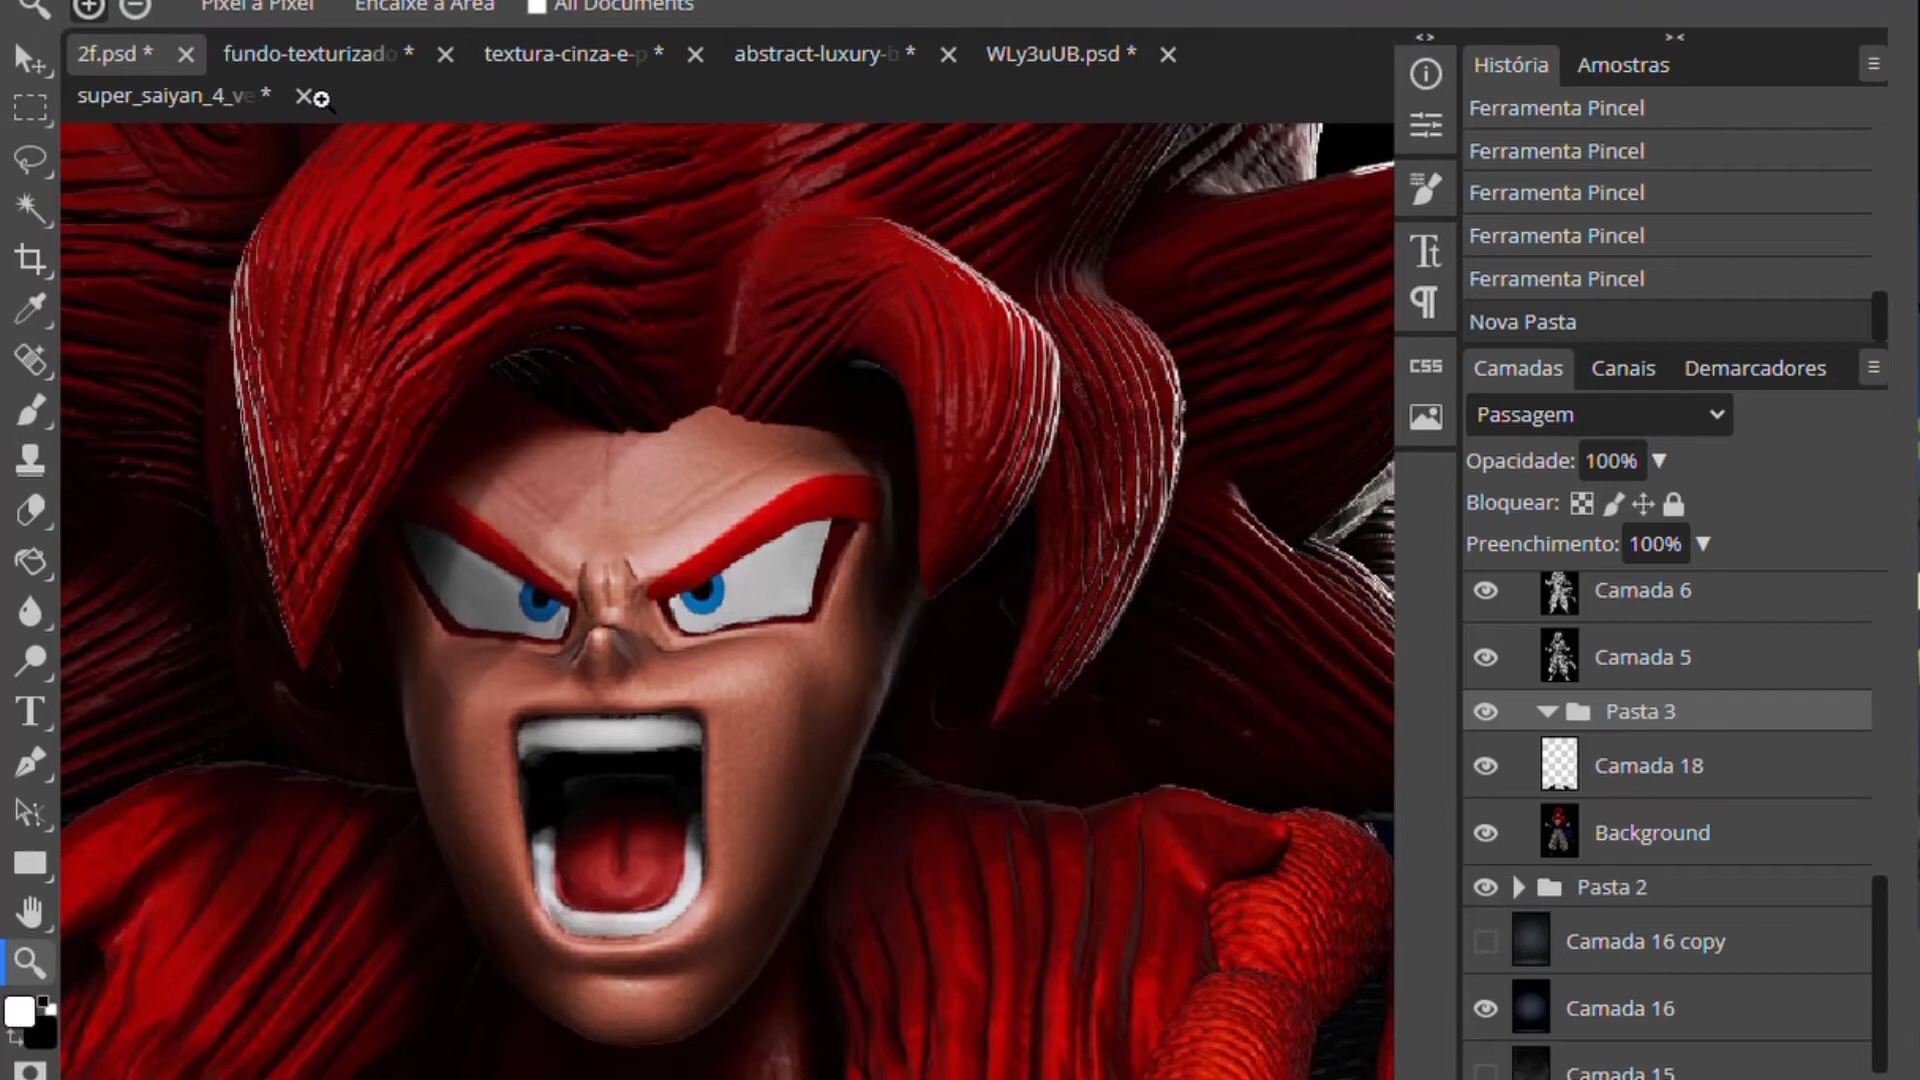 Pixel a Pixel Encaixe à Área All Documents
2f.psd * fundo-texturizado * textura-cinza-e-p * abstract-luxury-b * WLy3uUB.psd *
super_saiyan_4_ve *
História Amostras
Ferramenta Pincel
Ferramenta Pincel
Ferramenta Pincel
Ferramenta Pincel
Ferramenta Pincel
Nova Pasta
CSS
Camadas Canais Demarcadores
Passagem
Opacidade: 100%
Bloquear:
Preenchimento: 100%
Camada 6
Camada 5
Pasta 3
Camada 18
Background
Pasta 2
Camada 16 copy
Camada 16
Camada 15